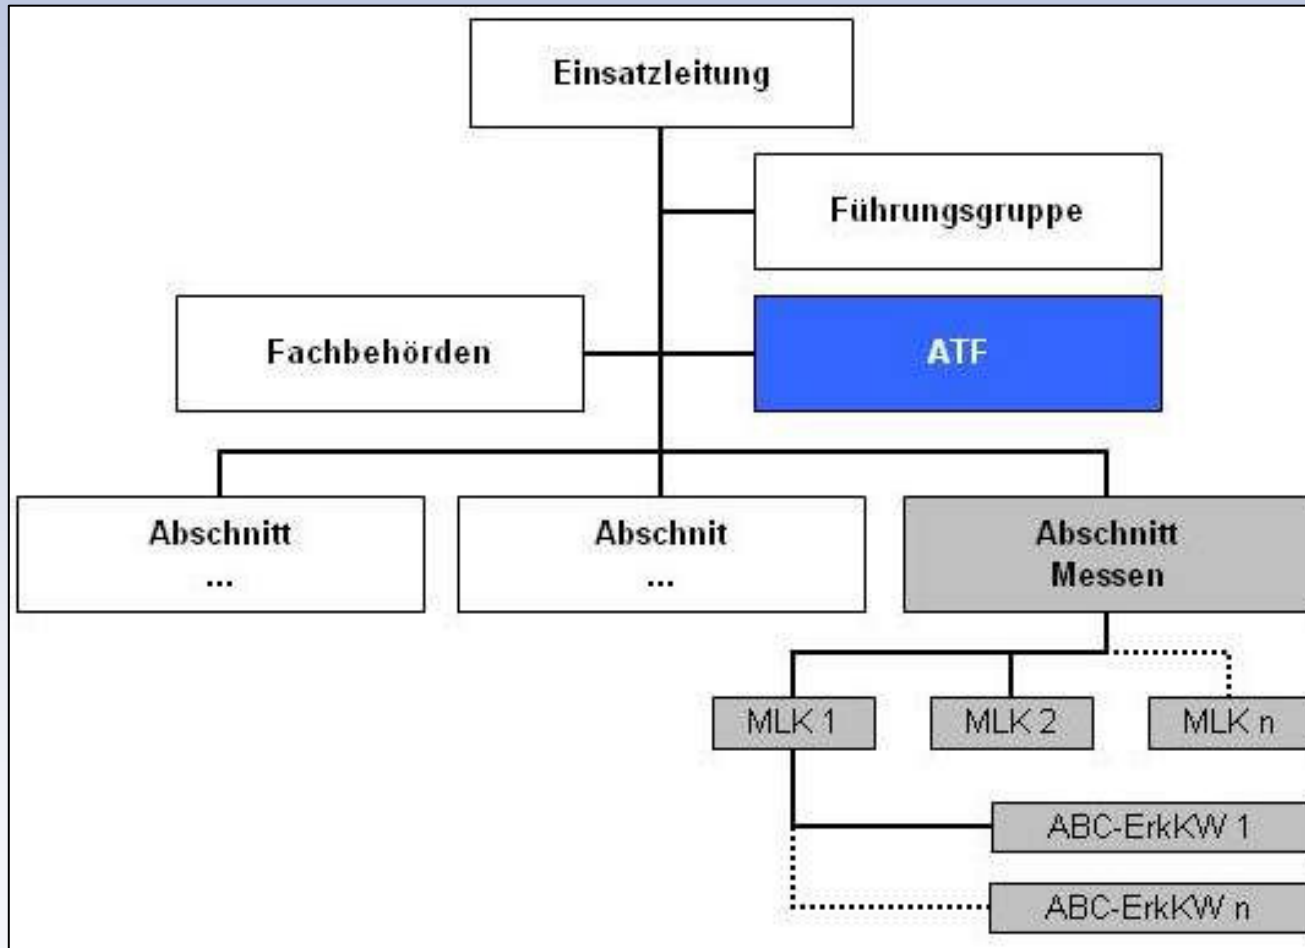 Einsatzleitung
Führungsgruppe
Fachbehörden
ATF
Abschnitt
...
Abschnit
...
Abschnitt
Messen
MLK 1
MLK 2
MLK n
ABC-ErkKW 1
ABC-ErkKW n